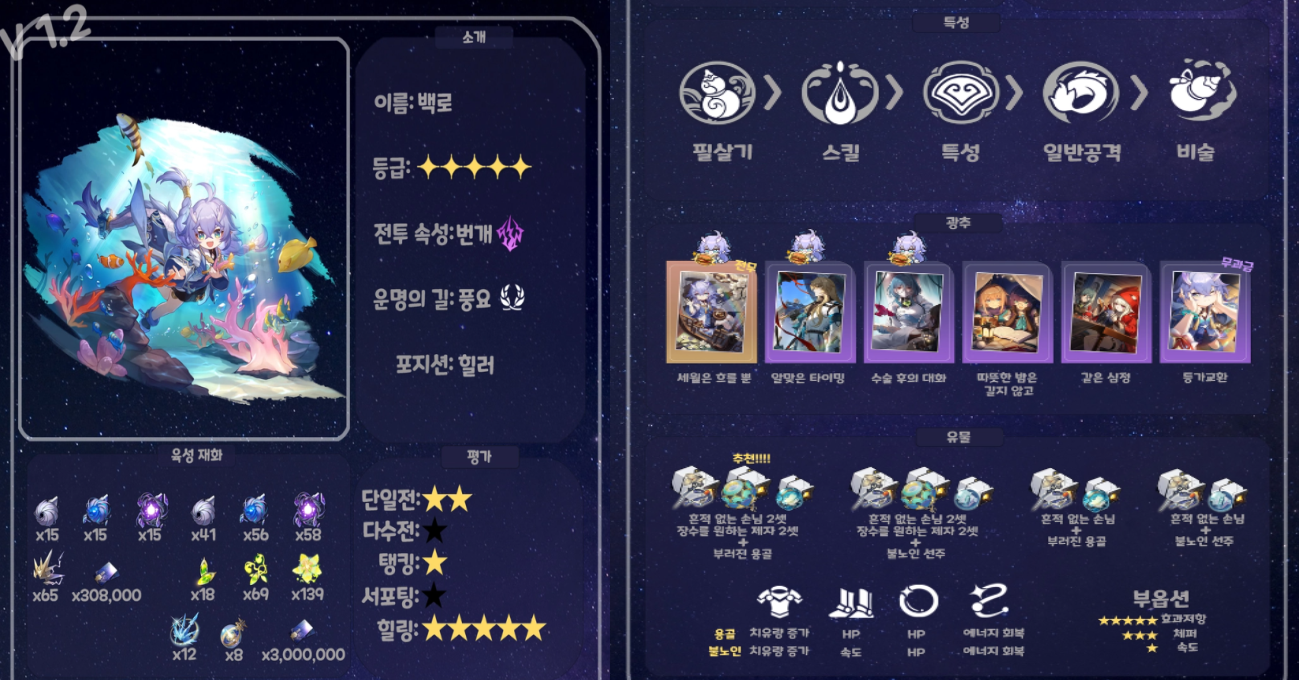 V 1.2
소개
이름: 백로
등급:
전투 속성: 번개
운명의 길: 풍요
포지션: 힐러
육성 재화
x15 x15 x15 x41 x56 x58
x65 x308,000 x18 x69 x139
x12 x8 x3,000,000
평가
단일전:
다수전:
탱킹:
서포팅:
힐링:
특성
필살기 스킬 특성 일반공격 비술
광추
전무
무과금
세월은 흐를 뿐
알맞은 타이밍
수술 후의 대화
따뜻한 밤은
길지 않고
같은 심정
등가교환
유물
추천!!!!
흔적 없는 손님 2셋
장수를 원하는 제자 2셋
+
부러진 용골
흔적 없는 손님 2셋
장수를 원하는 제자 2셋
+
불노인 선주
흔적 없는 손님
+
부러진 용골
흔적 없는 손님
+
불노인 선주
용골 치유량 증가 HP HP 에너지 회복
불노인 치유량 증가 속도 HP 에너지 회복
부옵션
효과저항
체퍼
속도